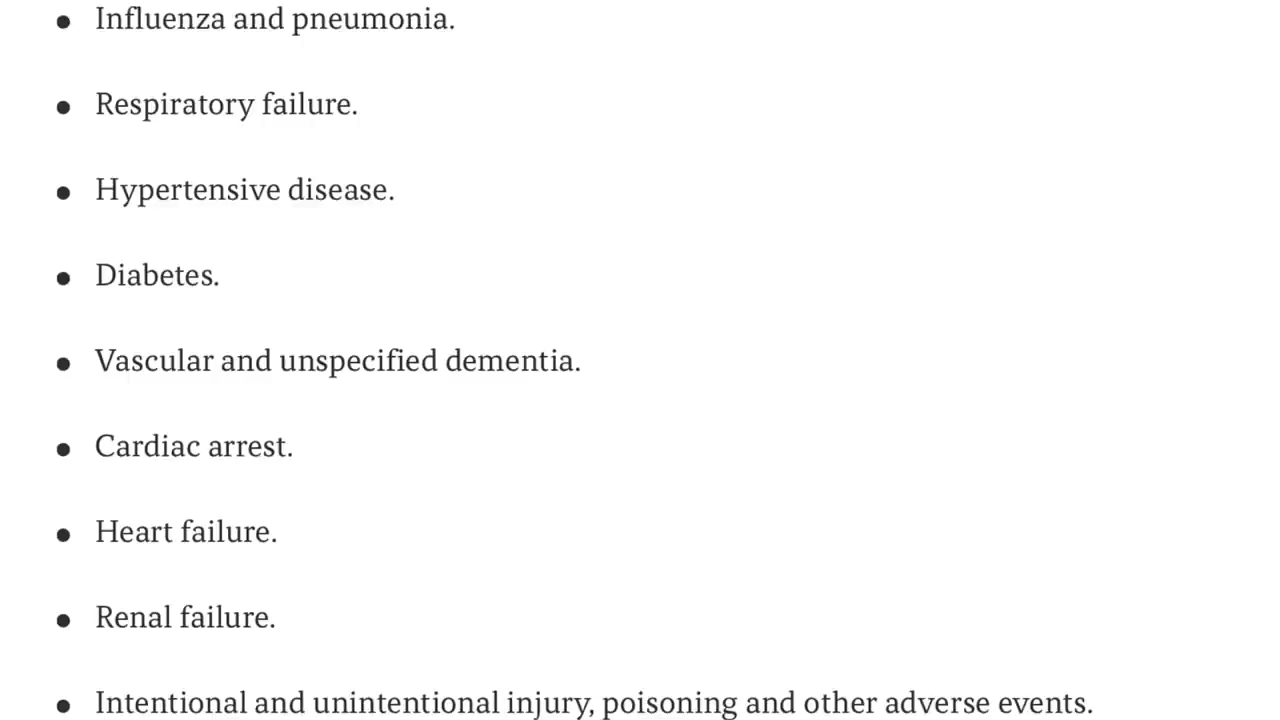 • Influenza and pneumonia.
• Respiratory failure.
• Hypertensive disease.
• Diabetes.
• Vascular and unspecified dementia.
• Cardiac arrest.
• Heart failure.
• Renal failure.
• Intentional and unintentional injury, poisoning and other adverse events.